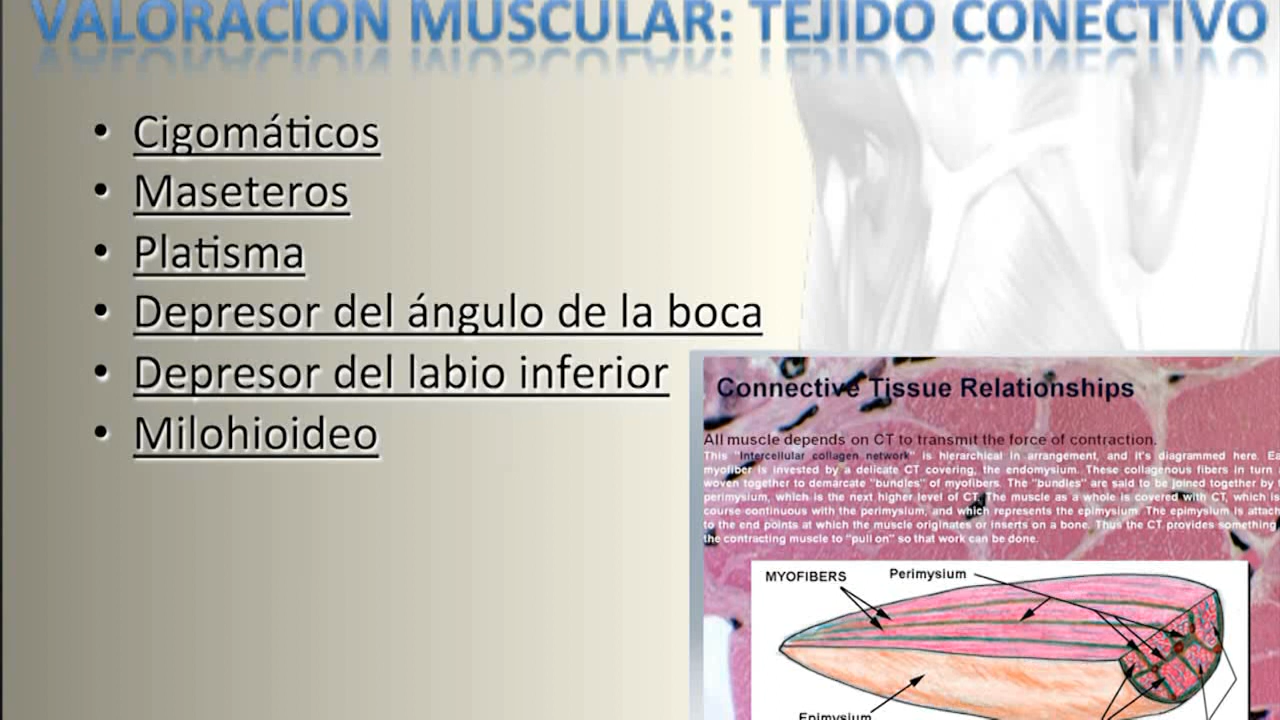 VALORACIÓN MUSCULAR: TEJIDO CONECTIVO
• Cigomáticos
• Maseteros
• Platisma
• Depresor del ángulo de la boca
• Depresor del labio inferior
• Milohioideo
Connective Tissue Relationships
All muscle depends on CT to transmit the force of contraction.
This "Intercellular collagen network" is hierarchical in arrangement, and it's diagrammed here.
myofiber is invested by a delicate CT covering, the endomysium. These collagenous fibers in turn
woven together to demarcate "bundles" of myofibers. The "bundles" are said to be joined together by
perimysium, which is the next higher level of CT. The muscle as a whole is covered with CT, which is
course continuous with the perimysium, and which represents the epimysium. The epimysium is
to the end points at which the muscle originates or inserts on a bone. Thus the CT provides something
the contracting muscle to "pull on" so that work can be done.
MYOFIBERS
Perimysium
Epimysium